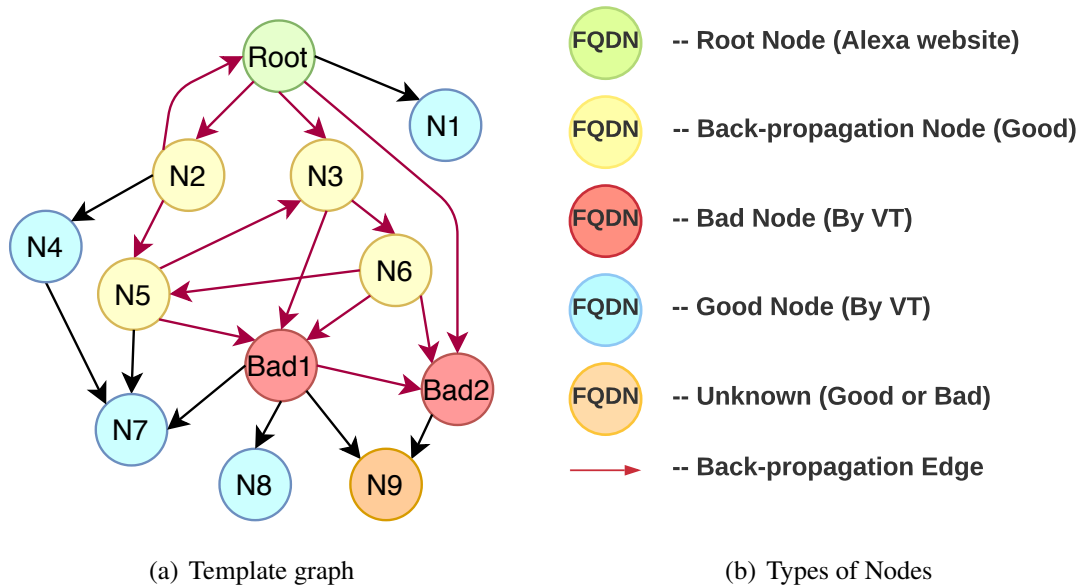 Root
N1
N2
N3
N4
N5
N6
Bad1
Bad2
N7
N8
N9
(a) Template graph
FQDN -- Root Node (Alexa website)
FQDN -- Back-propagation Node (Good)
FQDN -- Bad Node (By VT)
FQDN -- Good Node (By VT)
FQDN -- Unknown (Good or Bad)
-- Back-propagation Edge
(b) Types of Nodes